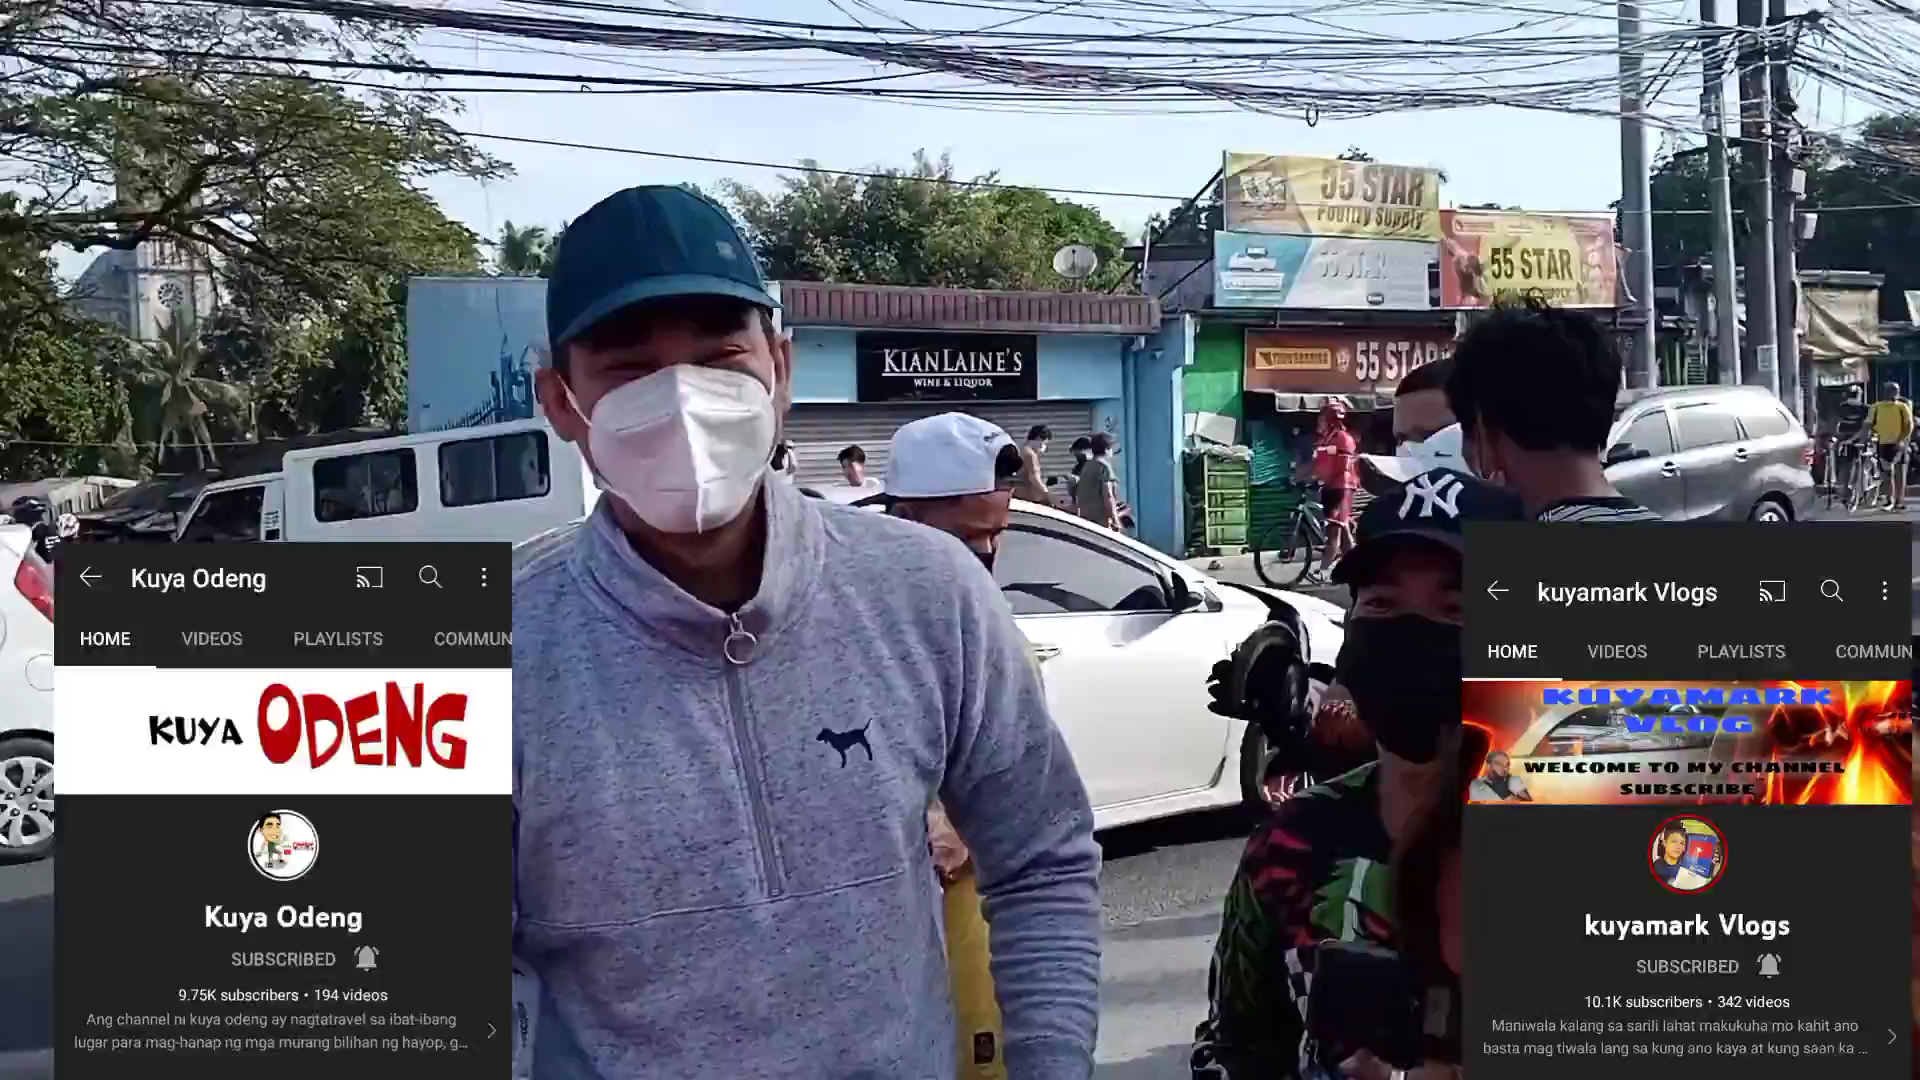 55 STAR
Poultry Supply
55 STAR
55 STAR
KIANLAINE'S
WINE & LIQUOR
55 STAR
NY
Kuya Odeng
HOME VIDEOS PLAYLISTS COMMUN
KUYA ODENG
Kuya Odeng
SUBSCRIBED
9.75K subscribers • 194 videos
Ang channel ni kuya odeng ay nagtatravel sa ibat-ibang
lugar para mag-hanap ng mga murang bilihan ng hayop, g...
kuyamark Vlogs
HOME VIDEOS PLAYLISTS COMMUN
KUYAMARK
VLOG
WELCOME TO MY CHANNEL
SUBSCRIBE
kuyamark Vlogs
SUBSCRIBED
10.1K subscribers • 342 videos
Maniwala kalang sa sarili lahat makukuha mo kahit ano
basta mag tiwala lang sa kung ano kaya at kung saan ka ...